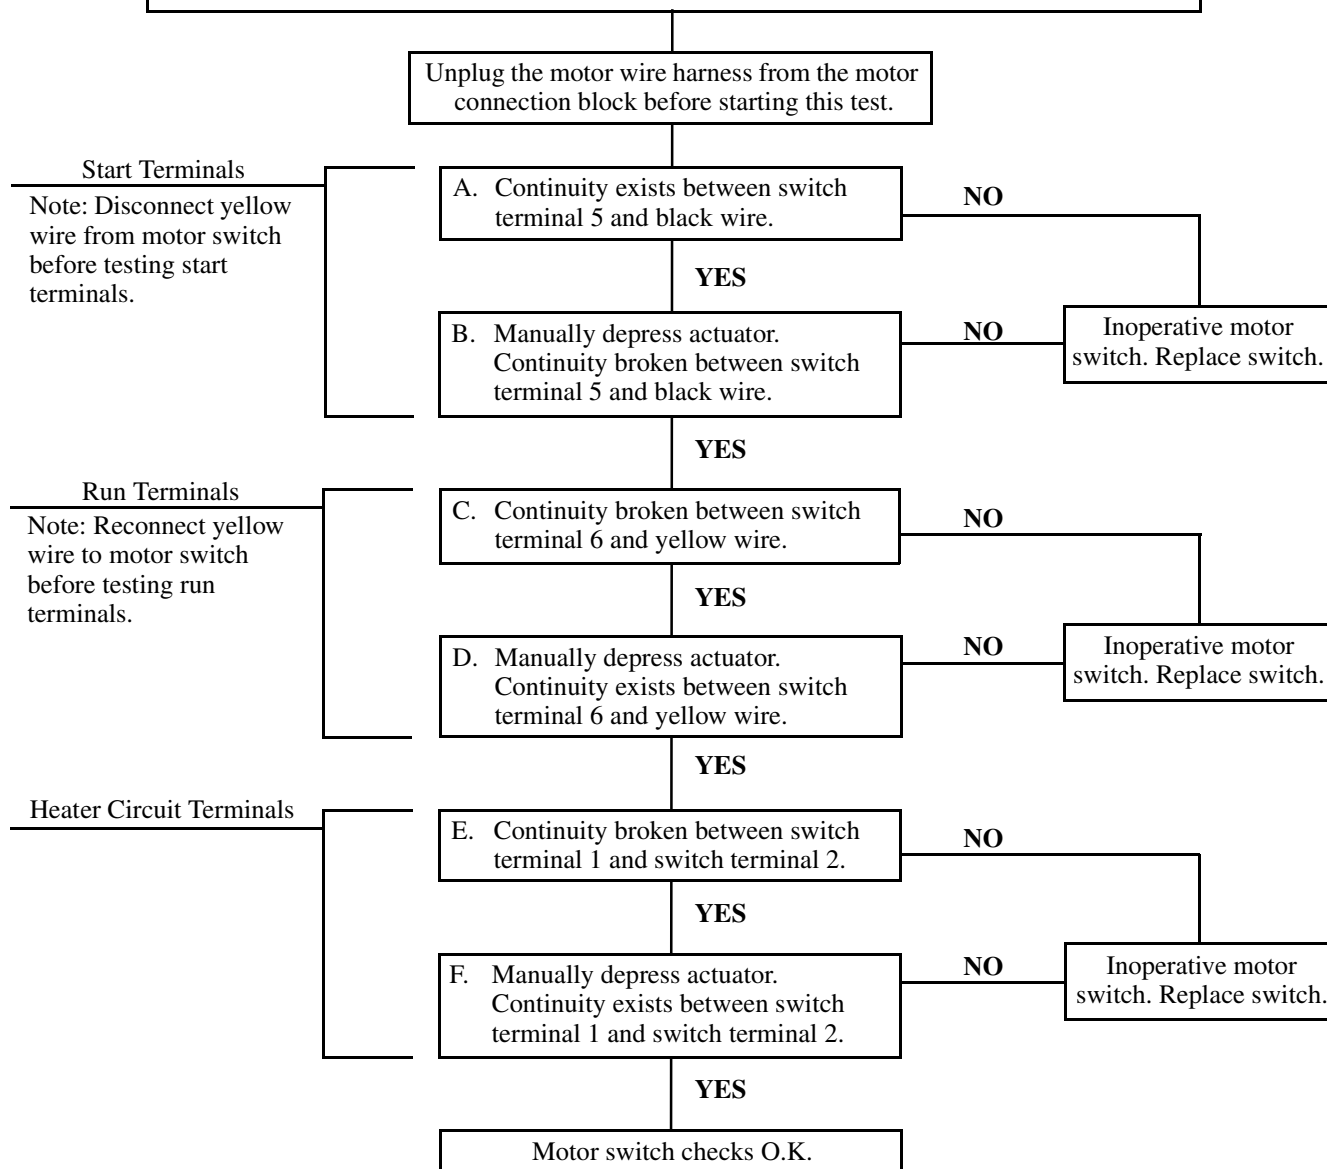 Unplug the motor wire harness from the motor
connection block before starting this test.
Start Terminals
Note: Disconnect yellow
wire from motor switch
before testing start
terminals.
A. Continuity exists between switch
terminal 5 and black wire.
NO
YES
B. Manually depress actuator.
Continuity broken between switch
terminal 5 and black wire.
NO
Inoperative motor
switch. Replace switch.
YES
Run Terminals
Note: Reconnect yellow
wire to motor switch
before testing run
terminals.
C. Continuity broken between switch
terminal 6 and yellow wire.
NO
YES
D. Manually depress actuator.
Continuity exists between switch
terminal 6 and yellow wire.
NO
Inoperative motor
switch. Replace switch.
YES
Heater Circuit Terminals
E. Continuity broken between switch
terminal 1 and switch terminal 2.
NO
YES
F. Manually depress actuator.
Continuity exists between switch
terminal 1 and switch terminal 2.
NO
Inoperative motor
switch. Replace switch.
YES
Motor switch checks O.K.